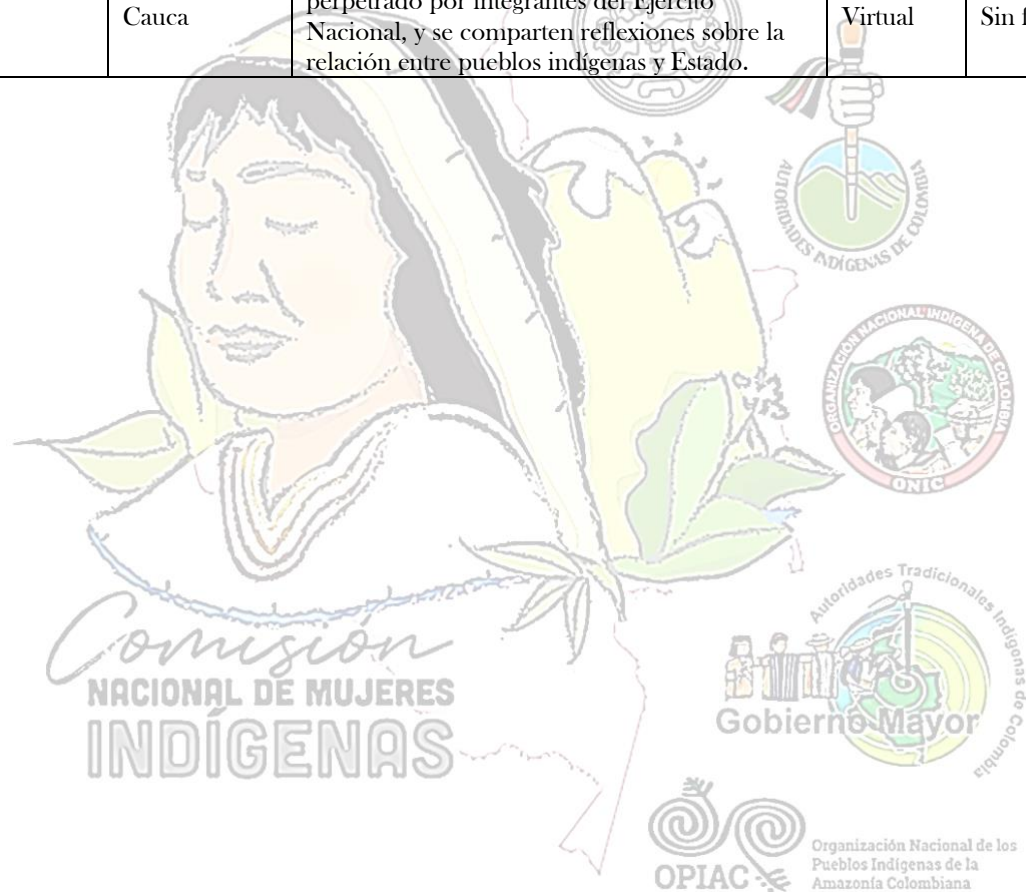 Cauca
perpetrado por integrantes del Ejército
Nacional, y se comparten reflexiones sobre la
relación entre pueblos indígenas y Estado.
Virtual
Sin
AUTORIDADES INDÍGENAS DE COLOMBIA
ORGANIZACIÓN NACIONAL INDÍGENA DE COLOMBIA
ONIC
Comisión
NACIONAL DE MUJERES
INDÍGENAS
Autoridades Tradicionales Indígenas de Colombia
Gobierno Mayor
OPIAC
Organización Nacional de los
Pueblos Indígenas de la
Amazonía Colombiana